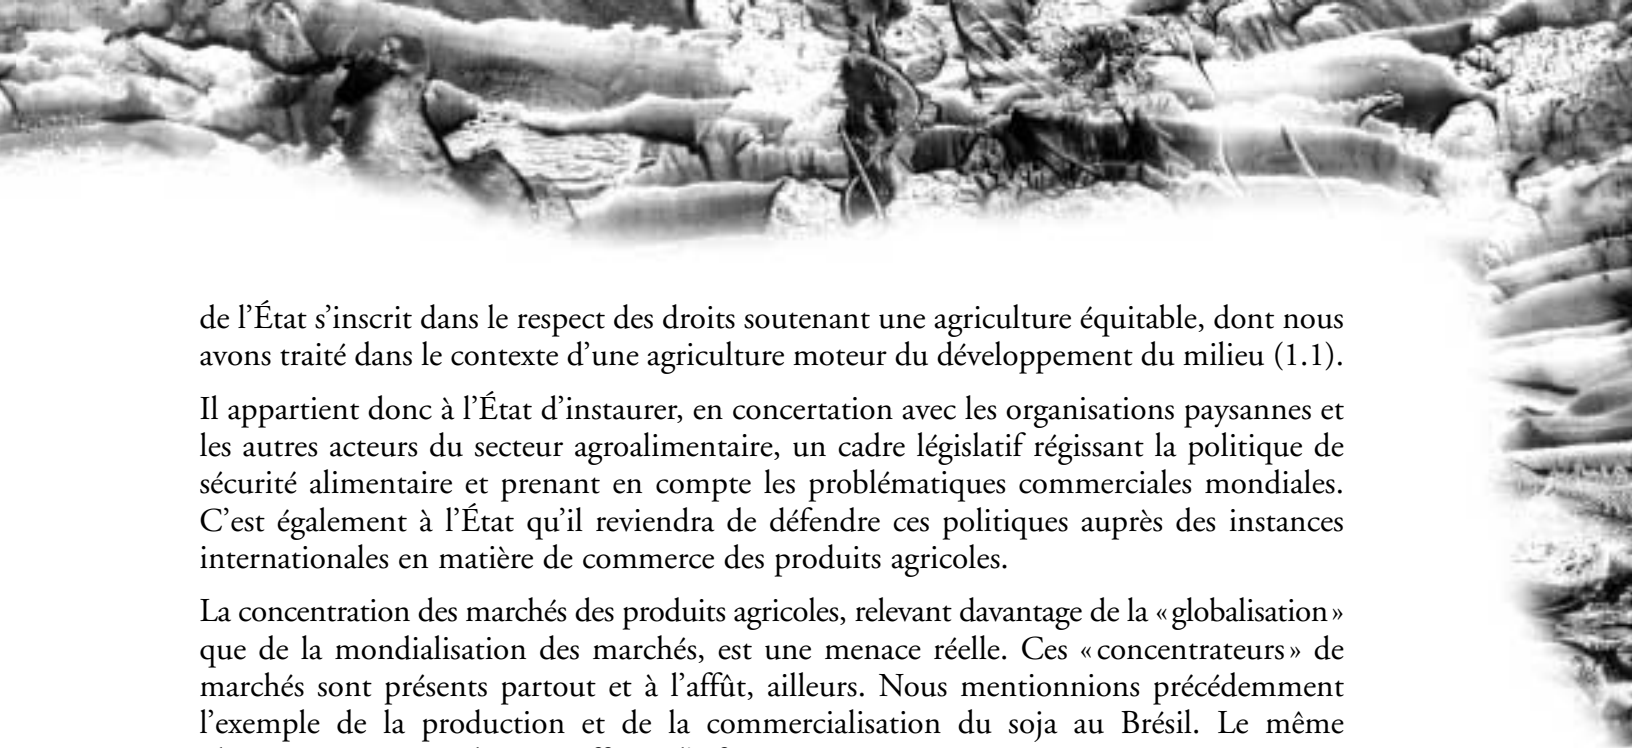 de l’État s’inscrit dans le respect des droits soutenant une agriculture équitable, dont nous
avons traité dans le contexte d’une agriculture moteur du développement du milieu (1.1).
Il appartient donc à l’État d’instaurer, en concertation avec les organisations paysannes et
les autres acteurs du secteur agroalimentaire, un cadre législatif régissant la politique de
sécurité alimentaire et prenant en compte les problématiques commerciales mondiales.
C’est également à l’État qu’il reviendra de défendre ces politiques auprès des instances
internationales en matière de commerce des produits agricoles.
La concentration des marchés des produits agricoles, relevant davantage de la « globalisation »
que de la mondialisation des marchés, est une menace réelle. Ces « concentrateurs » de
marchés sont présents partout et à l’affût, ailleurs. Nous mentionnions précédemment
l’exemple de la production et de la commercialisation du soja au Brésil. Le même